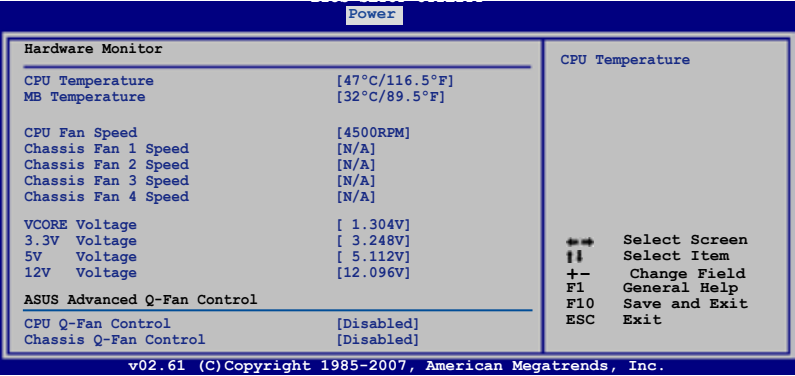 Power
Hardware Monitor
CPU Temperature [47°C/116.5°F]
MB Temperature [32°C/89.5°F]
CPU Fan Speed [4500RPM]
Chassis Fan 1 Speed [N/A]
Chassis Fan 2 Speed [N/A]
Chassis Fan 3 Speed [N/A]
Chassis Fan 4 Speed [N/A]
VCORE Voltage [ 1.304V]
3.3V Voltage [ 3.248V]
5V Voltage [ 5.112V]
12V Voltage [12.096V]
ASUS Advanced Q-Fan Control
CPU Q-Fan Control [Disabled]
Chassis Q-Fan Control [Disabled]
CPU Temperature
←→ Select Screen
↑↓ Select Item
+- Change Field
F1 General Help
F10 Save and Exit
ESC Exit
v02.61 (C)Copyright 1985-2007, American Megatrends, Inc.